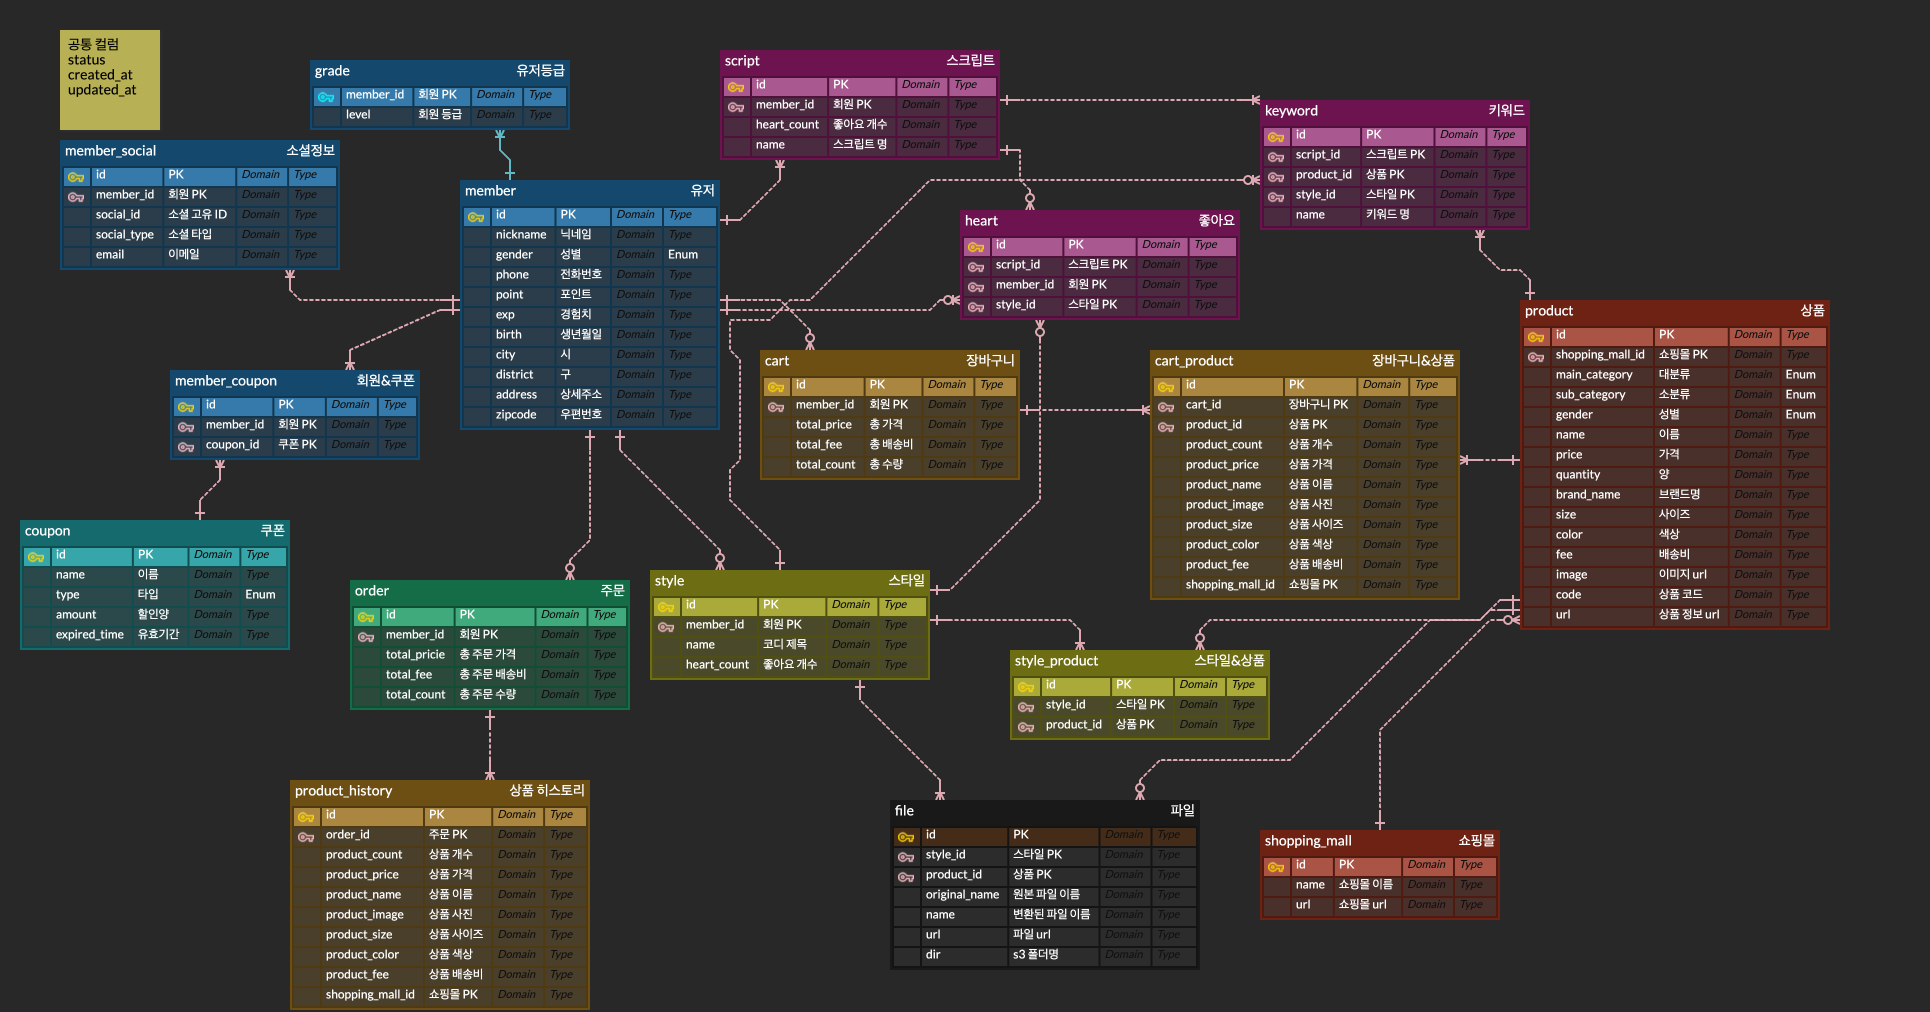 공통 컬럼
status
created_at
updated_at
grade 유저등급
member_id 회원 PK Domain Type
level 회원 등급 Domain Type
member_social 소셜정보
id PK Domain Type
member_id 회원 PK Domain Type
social_id 소셜 고유 ID Domain Type
social_type 소셜 타입 Domain Type
email 이메일 Domain Type
member 유저
id PK Domain Type
nickname 닉네임 Domain Type
gender 성별 Domain Enum
phone 전화번호 Domain Type
point 포인트 Domain Type
exp 경험치 Domain Type
birth 생년월일 Domain Type
city 시 Domain Type
district 구 Domain Type
address 상세주소 Domain Type
zipcode 우편번호 Domain Type
script 스크립트
id PK Domain Type
member_id 회원 PK Domain Type
heart_count 좋아요 개수 Domain Type
name 스크립트 명 Domain Type
keyword 키워드
id PK Domain Type
script_id 스크립트 PK Domain Type
product_id 상품 PK Domain Type
style_id 스타일 PK Domain Type
name 키워드 명 Domain Type
heart 좋아요
id PK Domain Type
script_id 스크립트 PK Domain Type
member_id 회원 PK Domain Type
style_id 스타일 PK Domain Type
member_coupon 회원&쿠폰
id PK Domain Type
member_id 회원 PK Domain Type
coupon_id 쿠폰 PK Domain Type
cart 장바구니
id PK Domain Type
member_id 회원 PK Domain Type
total_price 총 가격 Domain Type
total_fee 총 배송비 Domain Type
total_count 총 수량 Domain Type
cart_product 장바구니&상품
id PK Domain Type
cart_id 장바구니 PK Domain Type
product_id 상품 PK Domain Type
product_count 상품 개수 Domain Type
product_price 상품 가격 Domain Type
product_name 상품 이름 Domain Type
product_image 상품 사진 Domain Type
product_size 상품 사이즈 Domain Type
product_color 상품 색상 Domain Type
product_fee 상품 배송비 Domain Type
shopping_mall_id 쇼핑몰 PK Domain Type
product 상품
id PK Domain Type
shopping_mall_id 쇼핑몰 PK Domain Type
main_category 대분류 Domain Enum
sub_category 소분류 Domain Enum
gender 성별 Domain Enum
name 이름 Domain Type
price 가격 Domain Type
quantity 양 Domain Type
brand_name 브랜드명 Domain Type
size 사이즈 Domain Type
color 색상 Domain Type
fee 배송비 Domain Type
image 이미지 url Domain Type
code 상품 코드 Domain Type
url 상품 정보 url Domain Type
coupon 쿠폰
id PK Domain Type
name 이름 Domain Type
type 타입 Domain Enum
amount 할인양 Domain Type
expired_time 유효기간 Domain Type
order 주문
id PK Domain Type
member_id 회원 PK Domain Type
total_pricie 총 주문 가격 Domain Type
total_fee 총 주문 배송비 Domain Type
total_count 총 주문 수량 Domain Type
style 스타일
id PK Domain Type
member_id 회원 PK Domain Type
name 코디 제목 Domain Type
heart_count 좋아요 개수 Domain Type
style_product 스타일&상품
id PK Domain Type
style_id 스타일 PK Domain Type
product_id 상품 PK Domain Type
product_history 상품 히스토리
id PK Domain Type
order_id 주문 PK Domain Type
product_count 상품 개수 Domain Type
product_price 상품 가격 Domain Type
product_name 상품 이름 Domain Type
product_image 상품 사진 Domain Type
product_size 상품 사이즈 Domain Type
product_color 상품 색상 Domain Type
product_fee 상품 배송비 Domain Type
shopping_mall_id 쇼핑몰 PK Domain Type
file 파일
id PK Domain Type
style_id 스타일 PK Domain Type
product_id 상품 PK Domain Type
original_name 원본 파일 이름 Domain Type
name 변환된 파일 이름 Domain Type
url 파일 url Domain Type
dir s3 폴더명 Domain Type
shopping_mall 쇼핑몰
id PK Domain Type
name 쇼핑몰 이름 Domain Type
url 쇼핑몰 url Domain Type